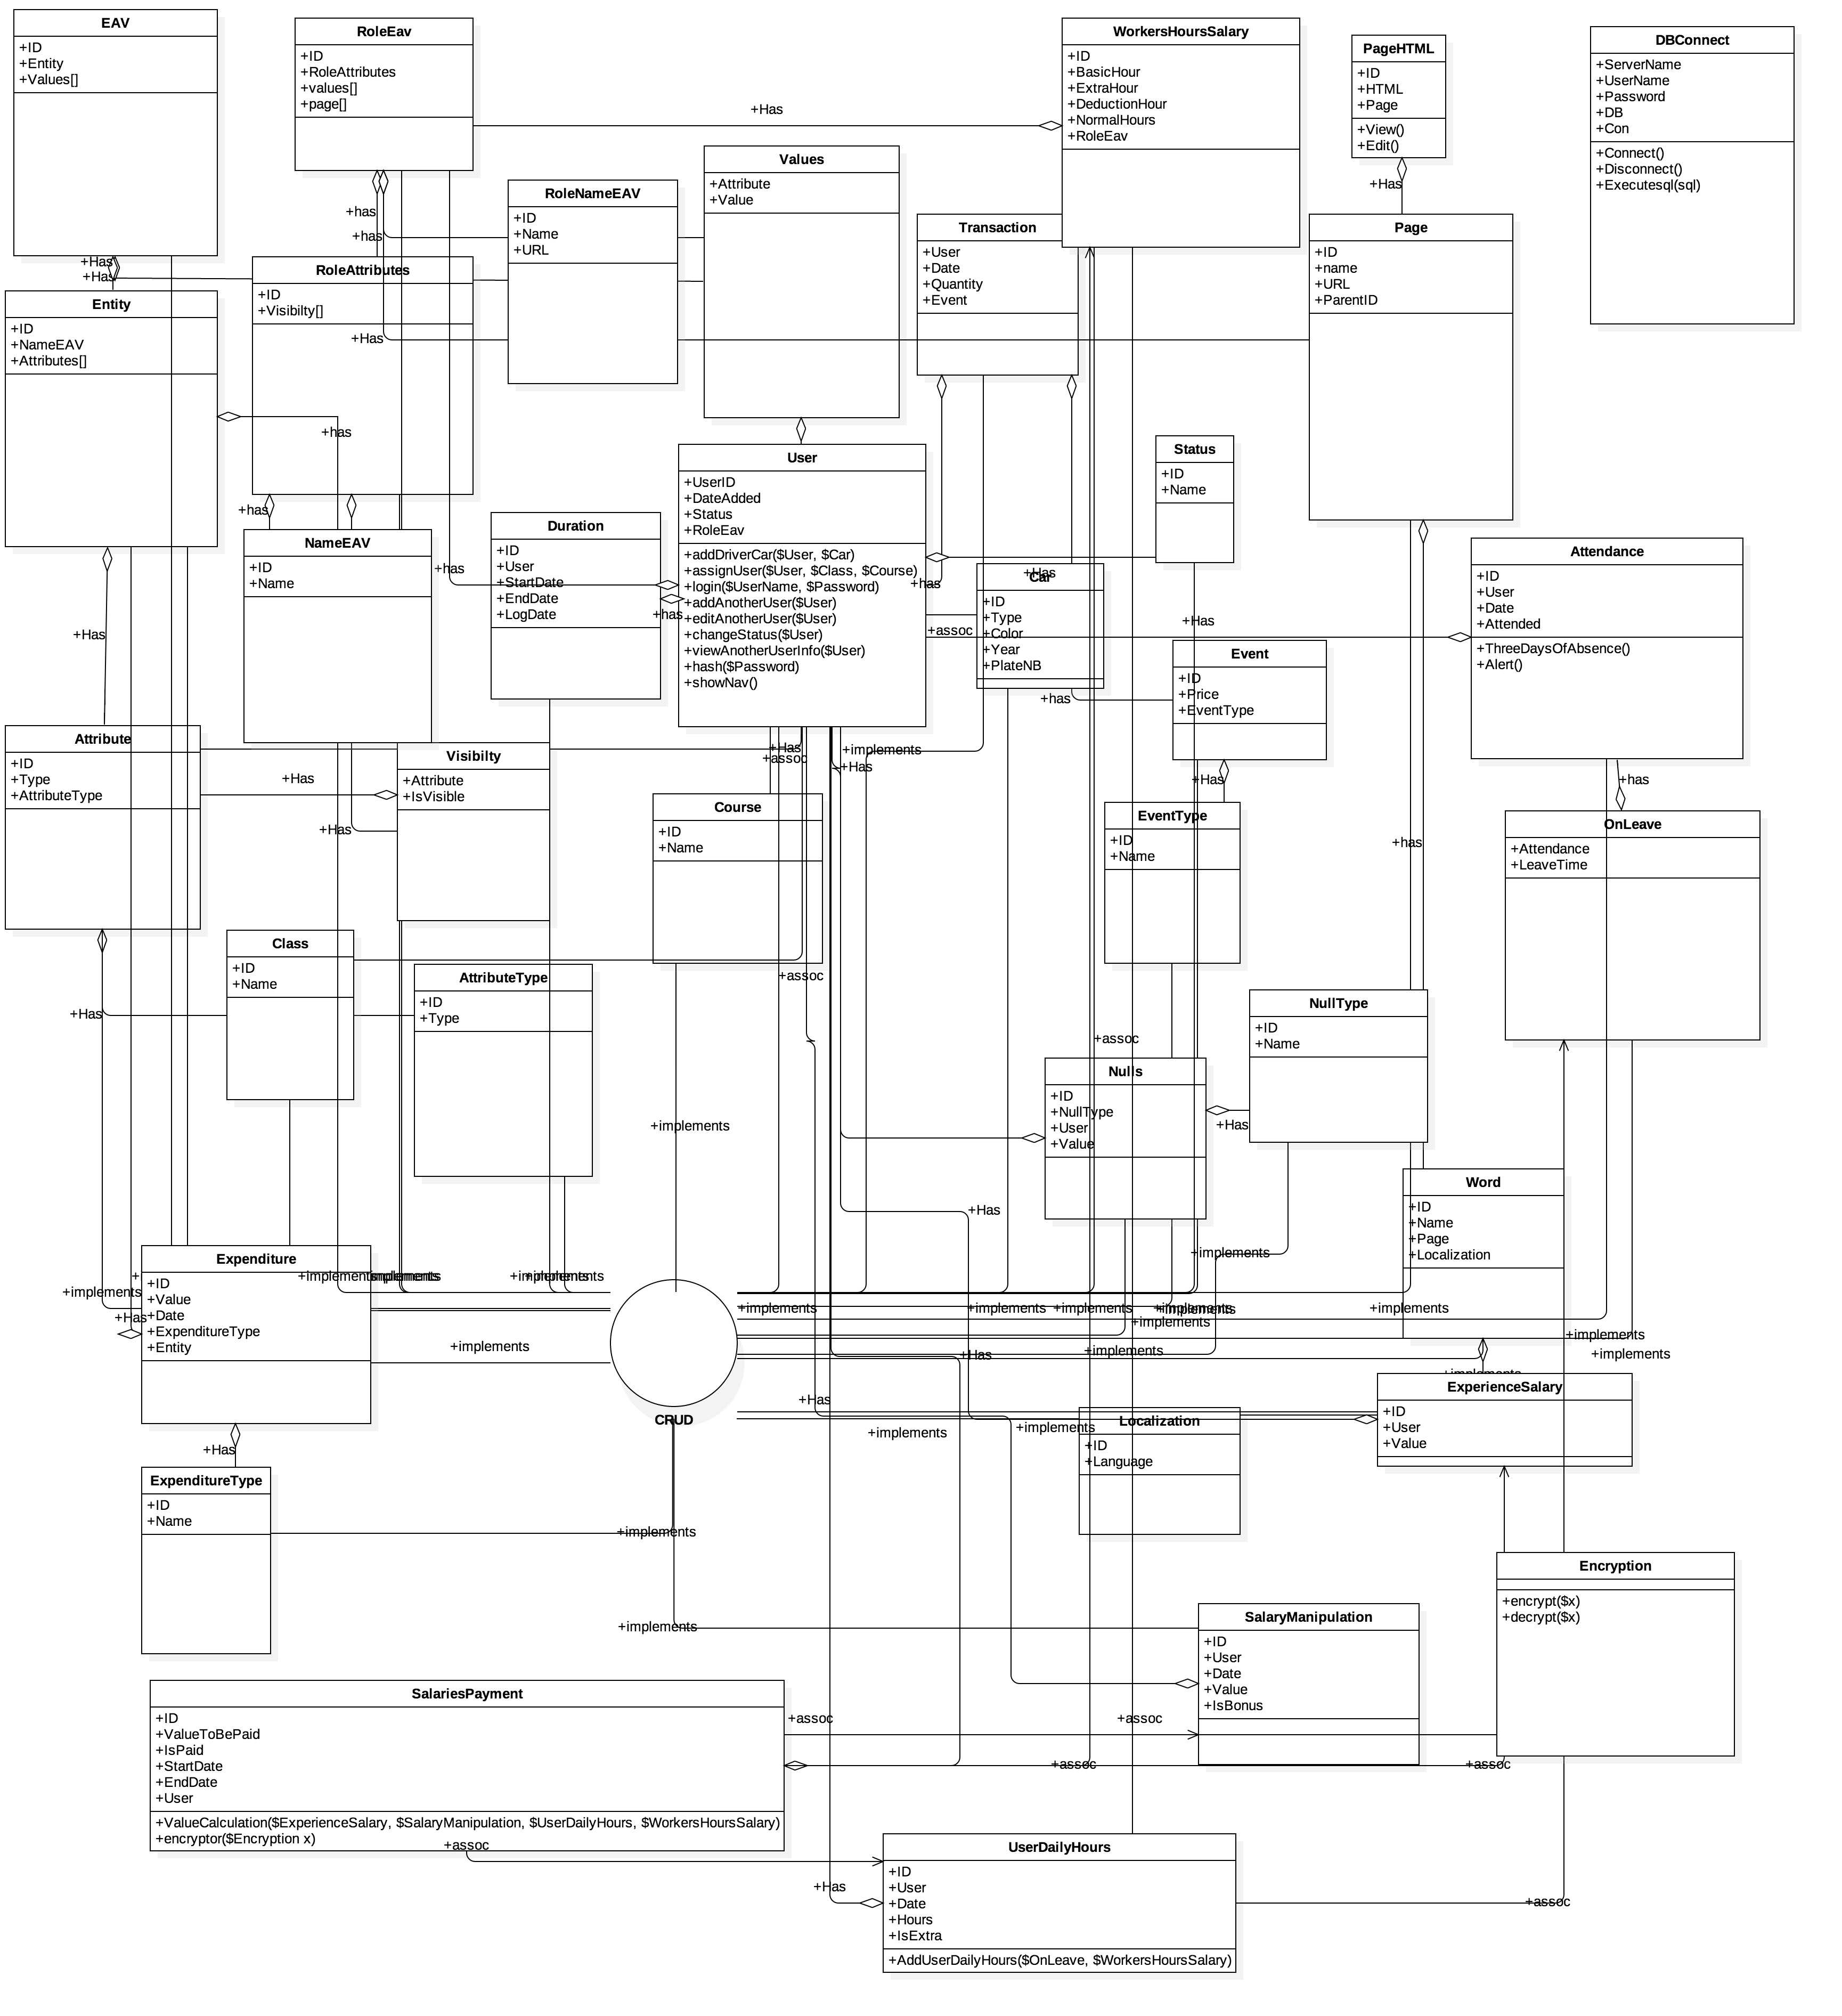 EAV
+ID
+Entity
+Values[]
RoleEav
+ID
+RoleAttributes
+values[]
+page[]
WorkersHoursSalary
+ID
+BasicHour
+ExtraHour
+DeductionHour
+NormalHours
+RoleEav
PageHTML
+ID
+HTML
+Page
+View()
+Edit()
DBConnect
+ServerName
+UserName
+Password
+DB
+Con
+Connect()
+Disconnect()
+Executesql(sql)
+Has
Values
+Attribute
+Value
RoleNameEAV
+ID
+Name
+URL
+has
+has
+Has
Transaction
+User
+Date
+Quantity
+Event
Page
+ID
+name
+URL
+ParentID
+Has
+Has
+Has
RoleAttributes
+ID
+Visibilty[]
Entity
+ID
+NameEAV
+Attributes[]
+has
User
+UserID
+DateAdded
+Status
+RoleEav
+addDriverCar($User, $Car)
+assignUser($User, $Class, $Course)
+login($UserName, $Password)
+addAnotherUser($User)
+editAnotherUser($User)
+changeStatus($User)
+viewAnotherUserInfo($User)
+hash($Password)
+showNav()
Status
+ID
+Name
+has
NameEAV
+ID
+Name
Duration
+ID
+User
+StartDate
+EndDate
+LogDate
+has
+has
+has
+Has
Car
+ID
+Type
+Color
+Year
+PlateNB
Attendance
+ID
+User
+Date
+Attended
+ThreeDaysOfAbsence()
+Alert()
+Has
+assoc
+Has
Event
+ID
+Price
+EventType
+has
Attribute
+ID
+Type
+AttributeType
+Has
Visibilty
+Attribute
+IsVisible
+Has
+Has
+assoc
+implements
+Has
Course
+ID
+Name
+Has
EventType
+ID
+Name
+has
OnLeave
+Attendance
+LeaveTime
+has
Class
+ID
+Name
AttributeType
+ID
+Type
+Has
+assoc
NullType
+ID
+Name
+assoc
Nulls
+ID
+NullType
+User
+Value
+Has
+implements
Word
+ID
+Name
+Page
+Localization
+Has
+implements
Expenditure
+ID
+Value
+Date
+ExpenditureType
+Entity
+implements
+Has
+implements
+implements
+implements
+implements
+implements
+implements
+implements
+implements
+implements
+implements
+implements
+implements
+implements
+Has
CRUD
ExperienceSalary
+ID
+User
+Value
+Has
+implements
+implements
Localization
+ID
+Language
+Has
ExpenditureType
+ID
+Name
+implements
Encryption
+encrypt($x)
+decrypt($x)
+implements
SalaryManipulation
+ID
+User
+Date
+Value
+IsBonus
SalariesPayment
+ID
+ValueToBePaid
+IsPaid
+StartDate
+EndDate
+User
+ValueCalculation($ExperienceSalary, $SalaryManipulation, $UserDailyHours, $WorkersHoursSalary)
+encryptor($Encryption x)
+assoc
+assoc
+assoc
+assoc
+assoc
UserDailyHours
+ID
+User
+Date
+Hours
+IsExtra
+AddUserDailyHours($OnLeave, $WorkersHoursSalary)
+Has
+assoc